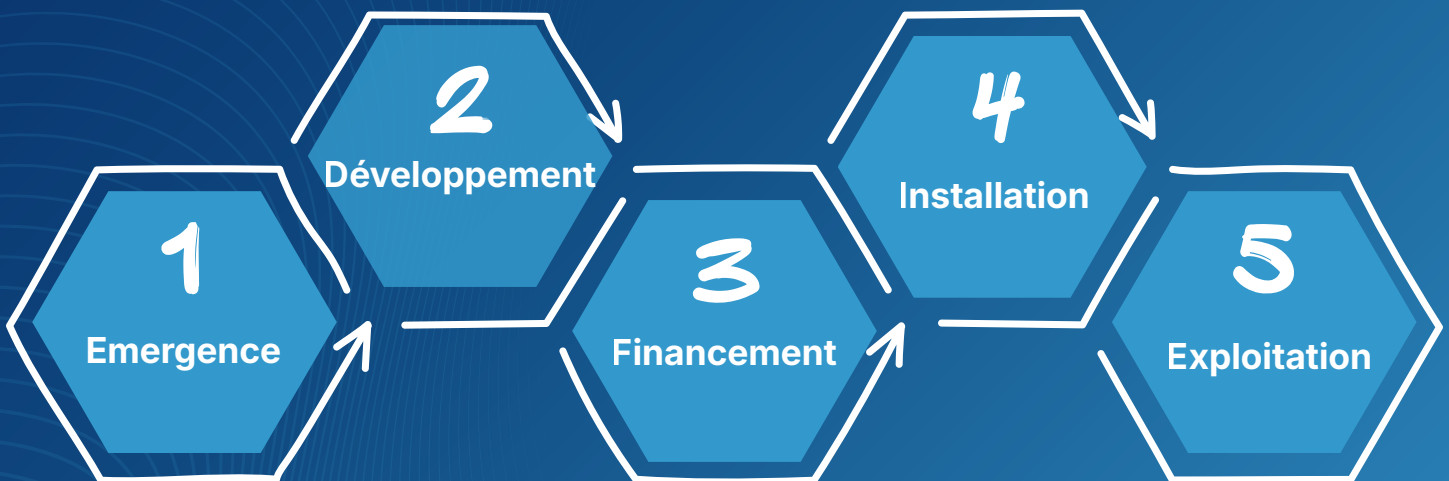 1
Emergence
2
Développement
3
Financement
4
Installation
5
Exploitation